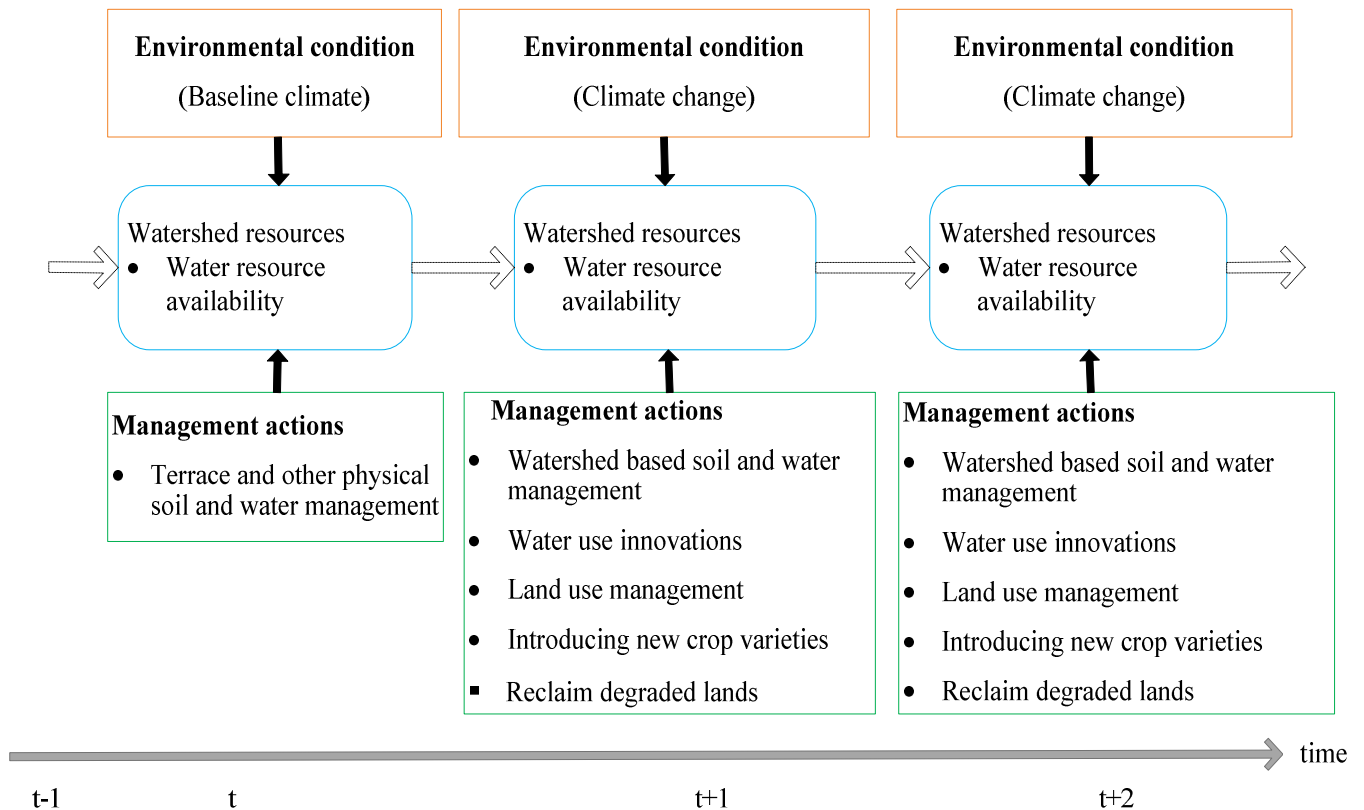 Environmental condition
(Baseline climate)
Environmental condition
(Climate change)
Environmental condition
(Climate change)
Watershed resources
• Water resource
availability
Watershed resources
• Water resource
availability
Watershed resources
• Water resource
availability
Management actions
• Terrace and other physical
soil and water management
Management actions
• Watershed based soil and water
management
• Water use innovations
• Land use management
• Introducing new crop varieties
▪ Reclaim degraded lands
Management actions
• Watershed based soil and water
management
• Water use innovations
• Land use management
• Introducing new crop varieties
• Reclaim degraded lands
time
t-1 t t+1 t+2